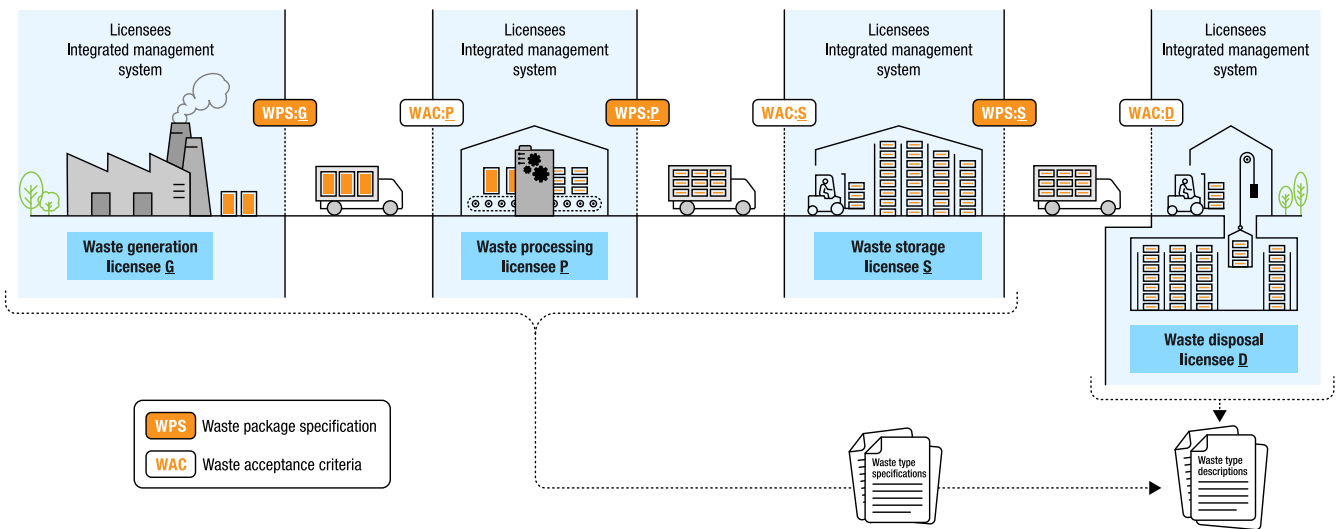 Licensees
Integrated management
system
Licensees
Integrated management
system
Licensees
Integrated management
system
Licensees
Integrated management
system
WPS:G
WAC:P
WPS:P
WAC:S
WPS:S
WAC:D
Waste generation
licensee G
Waste processing
licensee P
Waste storage
licensee S
Waste disposal
licensee D
WPS Waste package specification
WAC Waste acceptance criteria
Waste type
specifications
Waste type
descriptions